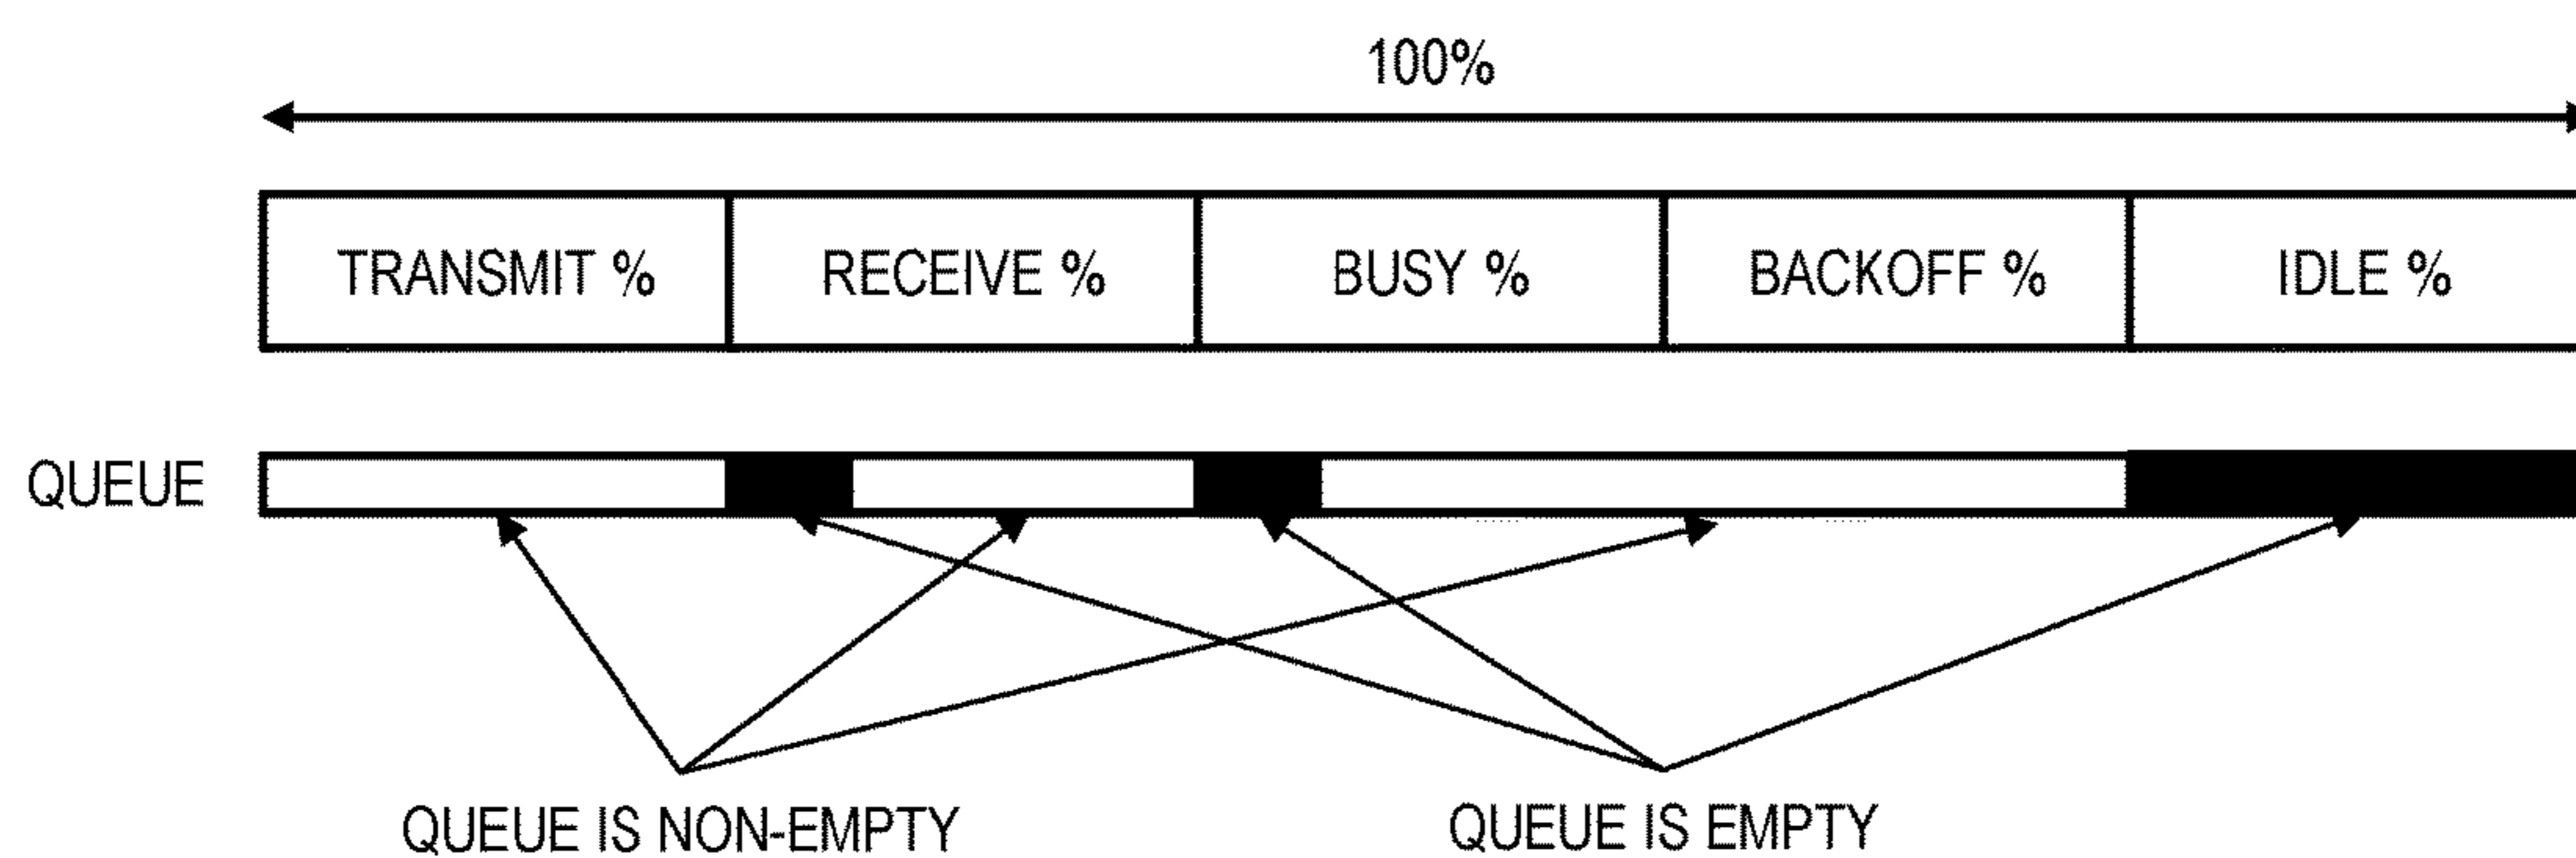 100%
TRANSMIT % RECEIVE % BUSY % BACKOFF % IDLE %
QUEUE
QUEUE IS NON-EMPTY QUEUE IS EMPTY